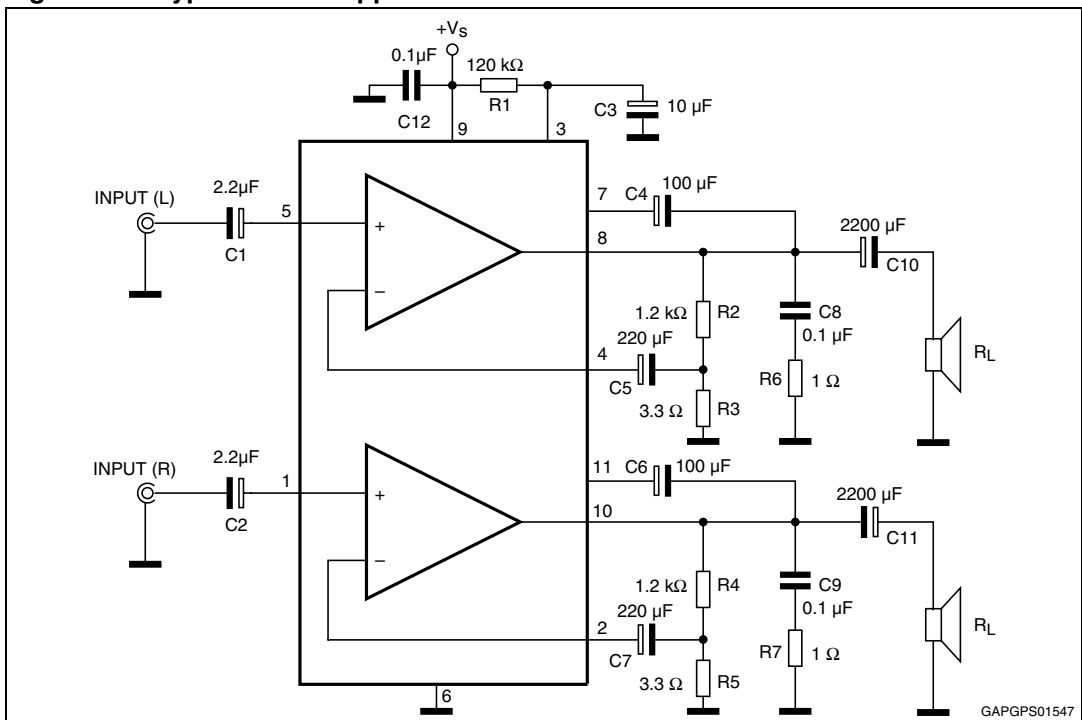 +VS
0.1µF
120 kΩ
R1
C12
C3
10 µF
9
3
INPUT (L)
2.2µF
C1
5
+
−
7
C4
100 µF
8
2200 µF
C10
1.2 kΩ
R2
C8
0.1 µF
220 µF
4
C5
R6
1 Ω
3.3 Ω
R3
RL
INPUT (R)
2.2µF
C2
1
+
−
11
C6
100 µF
10
2200 µF
C11
1.2 kΩ
R4
C9
0.1 µF
220 µF
2
C7
R7
1 Ω
3.3 Ω
R5
RL
6
GAPGPS01547